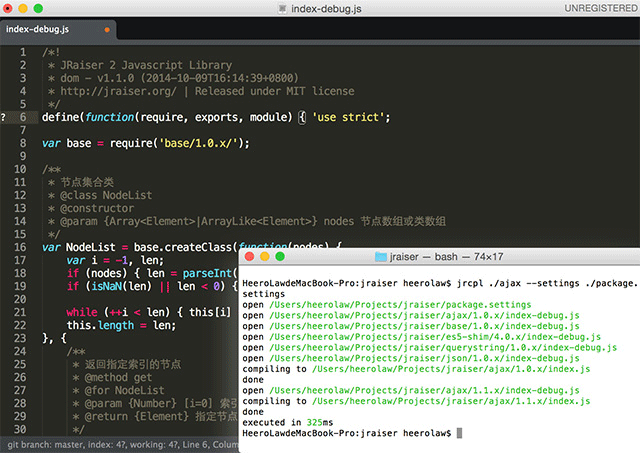 index-debug.js
UNREGISTERED
index-debug.js
1 /*!
2 * JRaiser 2 Javascript Library
3 * dom - v1.1.0 (2014-10-09T16:14:39+0800)
4 * http://jraiser.org/ | Released under MIT license
5 */
? 6 define(function(require, exports, module) { 'use strict';
7
8 var base = require('base/1.0.x/');
9
10 /**
11 * 节点集合类
12 * @class NodeList
13 * @constructor
14 * @param {Array<Element>|ArrayLike<Element>} nodes 节点数组或类数组
15 */
16 var NodeList = base.createClass(function(nodes) {
17 var i = -1, len;
18 if (nodes) { len = parseInt(
19 if (isNaN(len) || len < 0) {
20
21 while (++i < len) { this[i]
22 this.length = len;
23 }, {
24 /**
25 * 返回指定索引的节点
26 * @method get
27 * @for NodeList
28 * @param {Number} [i=0] 索引
29 * @return {Element} 指定节点
30 */
git branch: master, index: 4?, working: 4?, Line 6, Column
jraiser — bash — 74×17
HeeroLawdeMacBook-Pro:jraiser heerolaw$ jrcpl ./ajax --settings ./package.
settings
open /Users/heerolaw/Projects/jraiser/package.settings
open /Users/heerolaw/Projects/jraiser/ajax/1.0.x/index-debug.js
open /Users/heerolaw/Projects/jraiser/base/1.0.x/index-debug.js
open /Users/heerolaw/Projects/jraiser/es5-shim/4.0.x/index-debug.js
open /Users/heerolaw/Projects/jraiser/querystring/1.0.x/index-debug.js
open /Users/heerolaw/Projects/jraiser/json/1.0.x/index-debug.js
compiling to /Users/heerolaw/Projects/jraiser/ajax/1.0.x/index.js
done
open /Users/heerolaw/Projects/jraiser/ajax/1.1.x/index-debug.js
compiling to /Users/heerolaw/Projects/jraiser/ajax/1.1.x/index.js
done
executed in 325ms
HeeroLawdeMacBook-Pro:jraiser heerolaw$